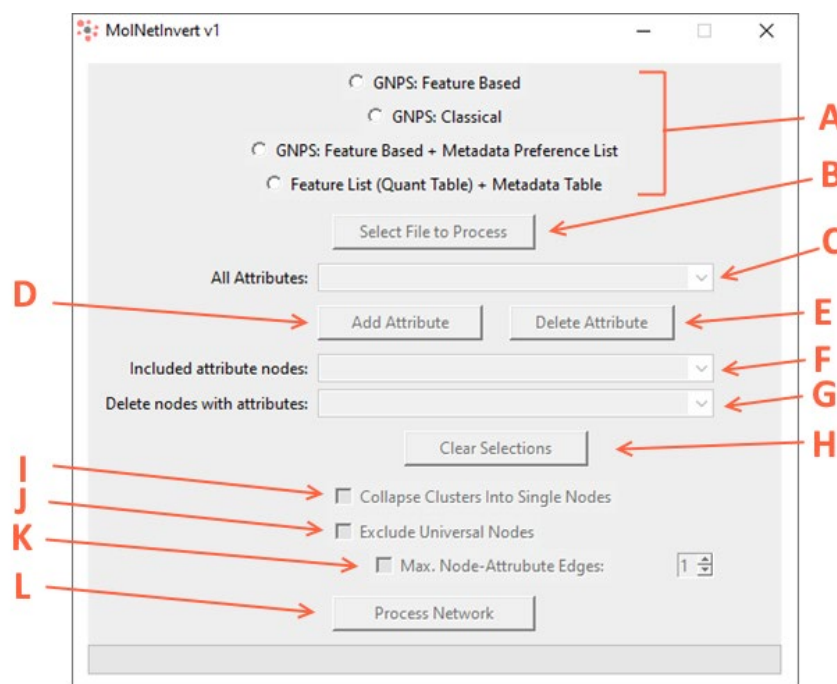 MolNetInvert v1
GNPS: Feature Based
GNPS: Classical
A
GNPS: Feature Based + Metadata Preference List
Feature List (Quant Table) + Metadata Table
B
Select File to Process
C
All Attributes:
D
Add Attribute Delete Attribute
E
Included attribute nodes:
F
Delete nodes with attributes:
G
Clear Selections
H
I
Collapse Clusters Into Single Nodes
J
Exclude Universal Nodes
K
Max. Node-Attrubute Edges: 1
L
Process Network